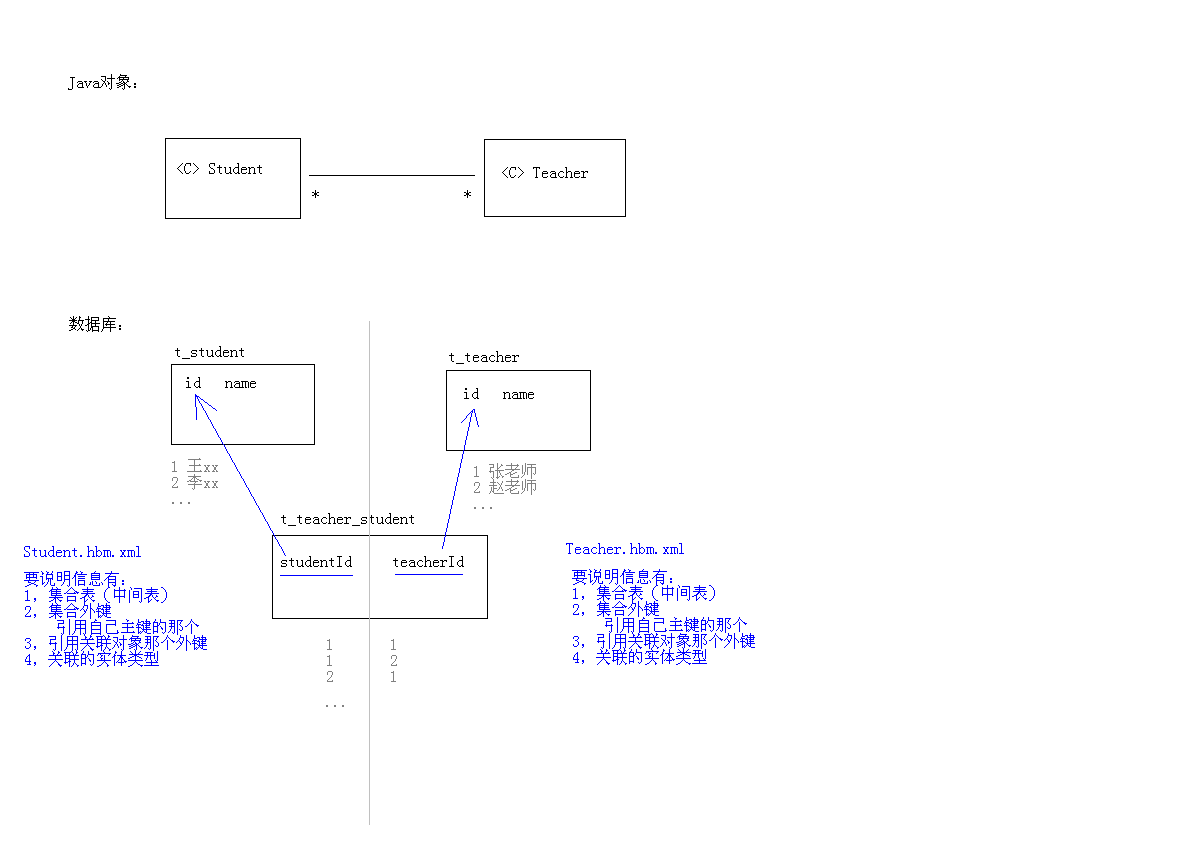 Java对象:
<C> Student
<C> Teacher
* *
数据库:
t_student
id name
1 王xx
2 李xx
...
t_teacher
id name
1 张老师
2 赵老师
...
t_teacher_student
studentId teacherId
1 1
1 2
2 1
...
Student.hbm.xml
要说明信息有:
1, 集合表（中间表）
2, 集合外键
引用自己主键的那个
3, 引用关联对象那个外键
4, 关联的实体类型
Teacher.hbm.xml
要说明信息有:
1, 集合表（中间表）
2, 集合外键
引用自己主键的那个
3, 引用关联对象那个外键
4, 关联的实体类型